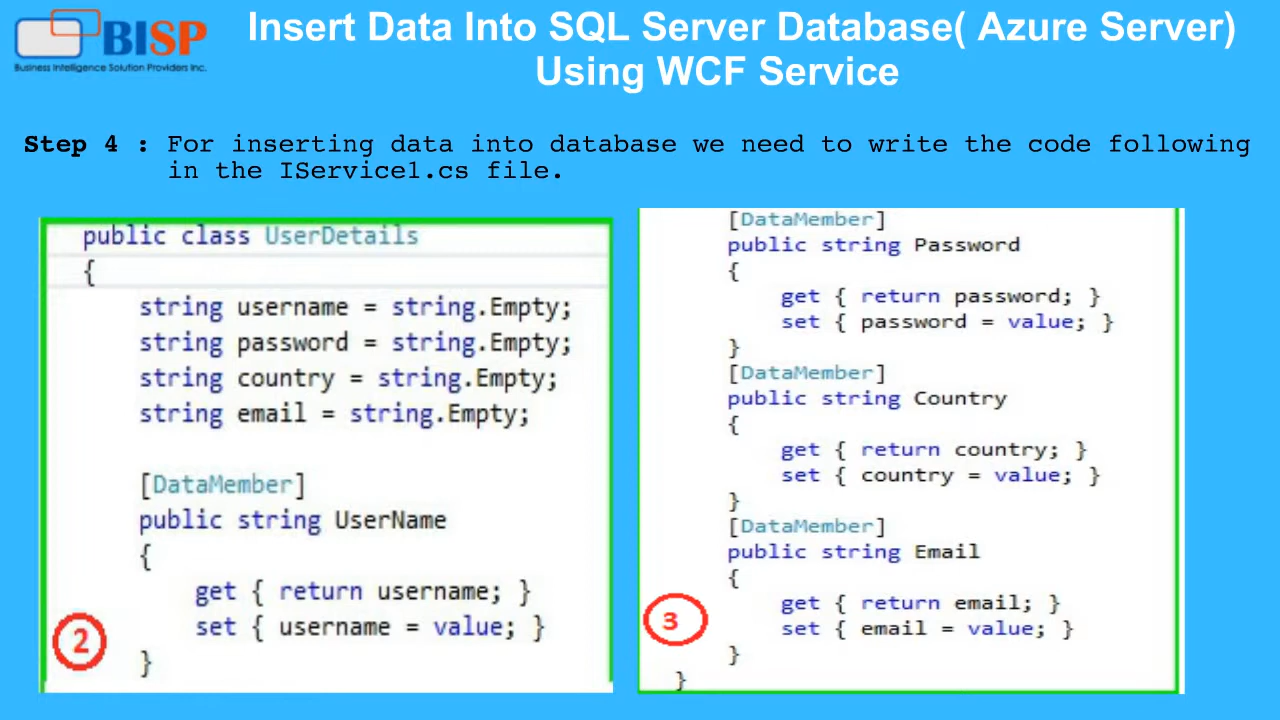 BISP
Business Intelligence Solution Providers Inc.
Insert Data Into SQL Server Database( Azure Server)
Using WCF Service
Step 4 : For inserting data into database we need to write the code following
in the IService1.cs file.
public class UserDetails
{
string username = string.Empty;
string password = string.Empty;
string country = string.Empty;
string email = string.Empty;
[DataMember]
public string UserName
{
get { return username; }
set { username = value; }
}
2
[DataMember]
public string Password
{
get { return password; }
set { password = value; }
}
[DataMember]
public string Country
{
get { return country; }
set { country = value; }
}
[DataMember]
public string Email
{
get { return email; }
set { email = value; }
}
}
3